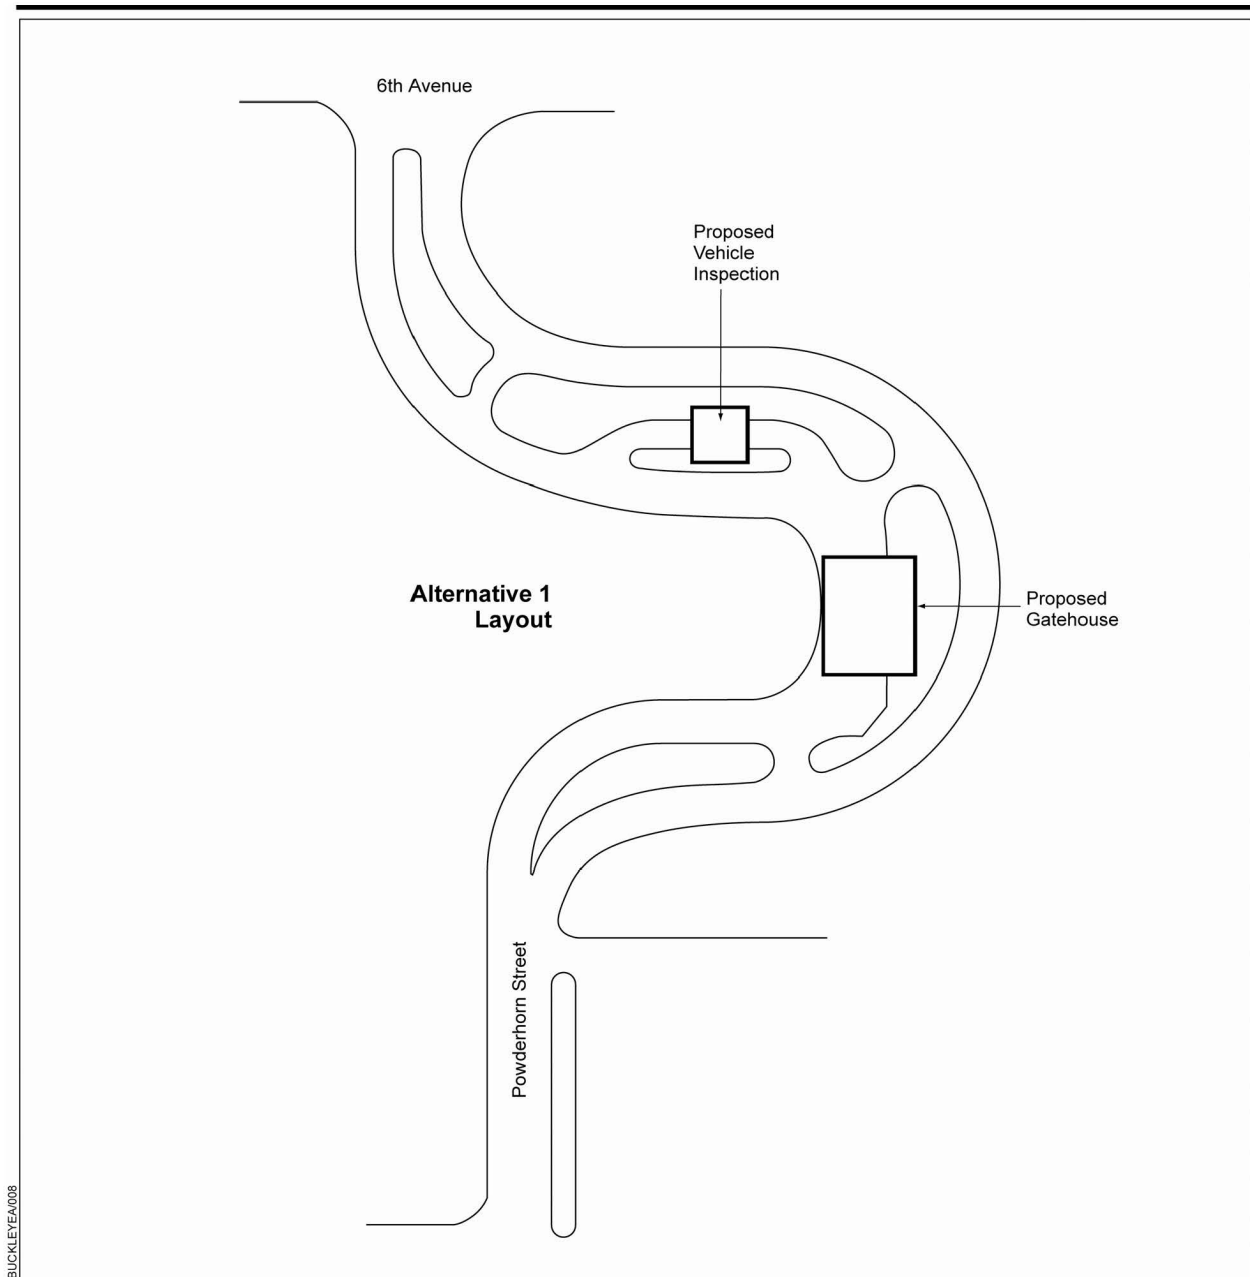 6th Avenue
Proposed
Vehicle
Inspection
Alternative 1
Layout
Proposed
Gatehouse
Powderhorn Street
BUCKLEYEA/008